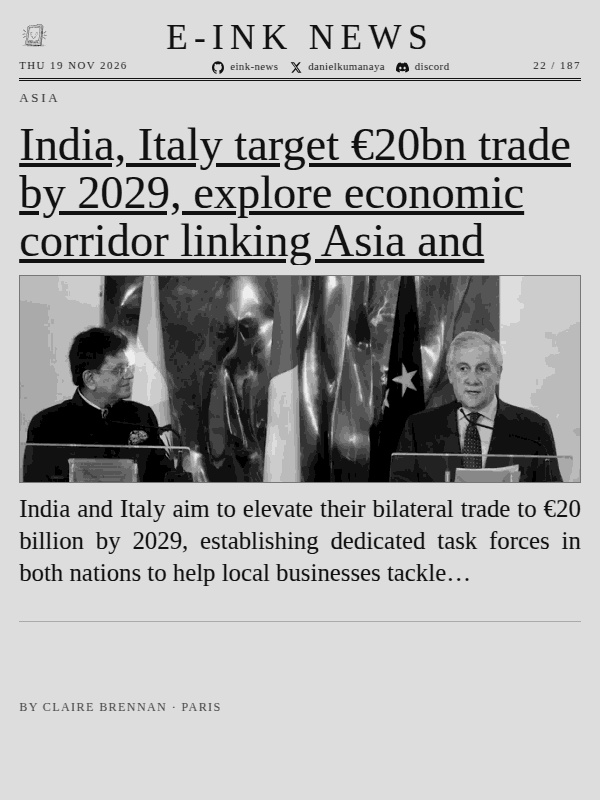 E-INK NEWS
THU 19 NOV 2026
eink-news danielkumanaya discord
22 / 187
ASIA
India, Italy target €20bn trade
by 2029, explore economic
corridor linking Asia and
India and Italy aim to elevate their bilateral trade to €20
billion by 2029, establishing dedicated task forces in
both nations to help local businesses tackle…
BY CLAIRE BRENNAN · PARIS